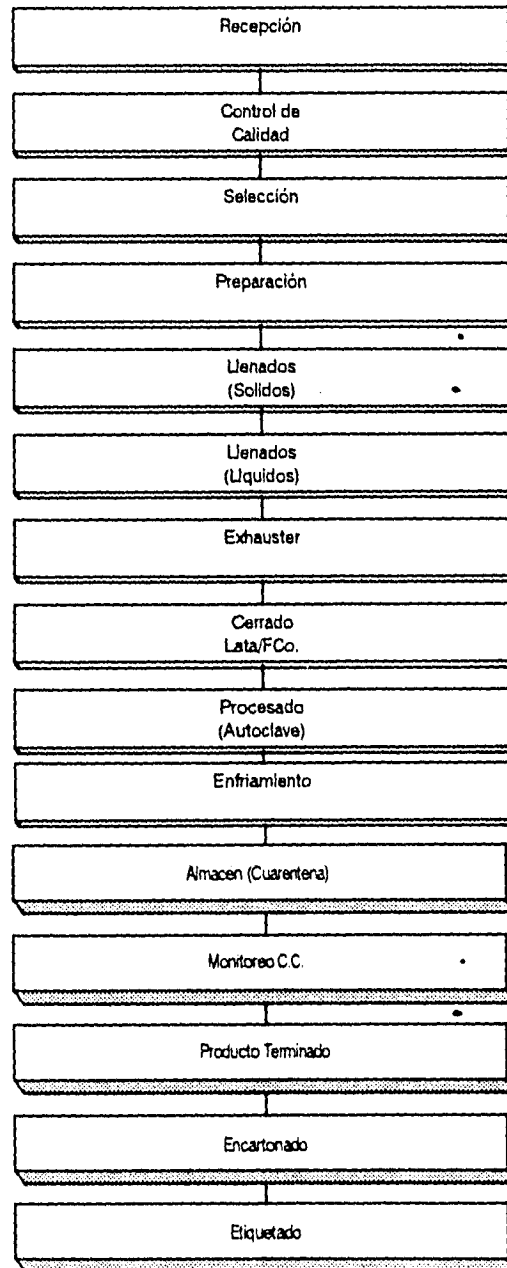 Recepción
Control de
Calidad
Selección
Preparación
Llenados
(Solidos)
Llenados
(Líquidos)
Exhauster
Cerrado
Lata/FCo.
Procesado
(Autoclave)
Enfriamiento
Almacen (Cuarentena)
Monitoreo C.C.
Producto Terminado
Encartonado
Etiquetado